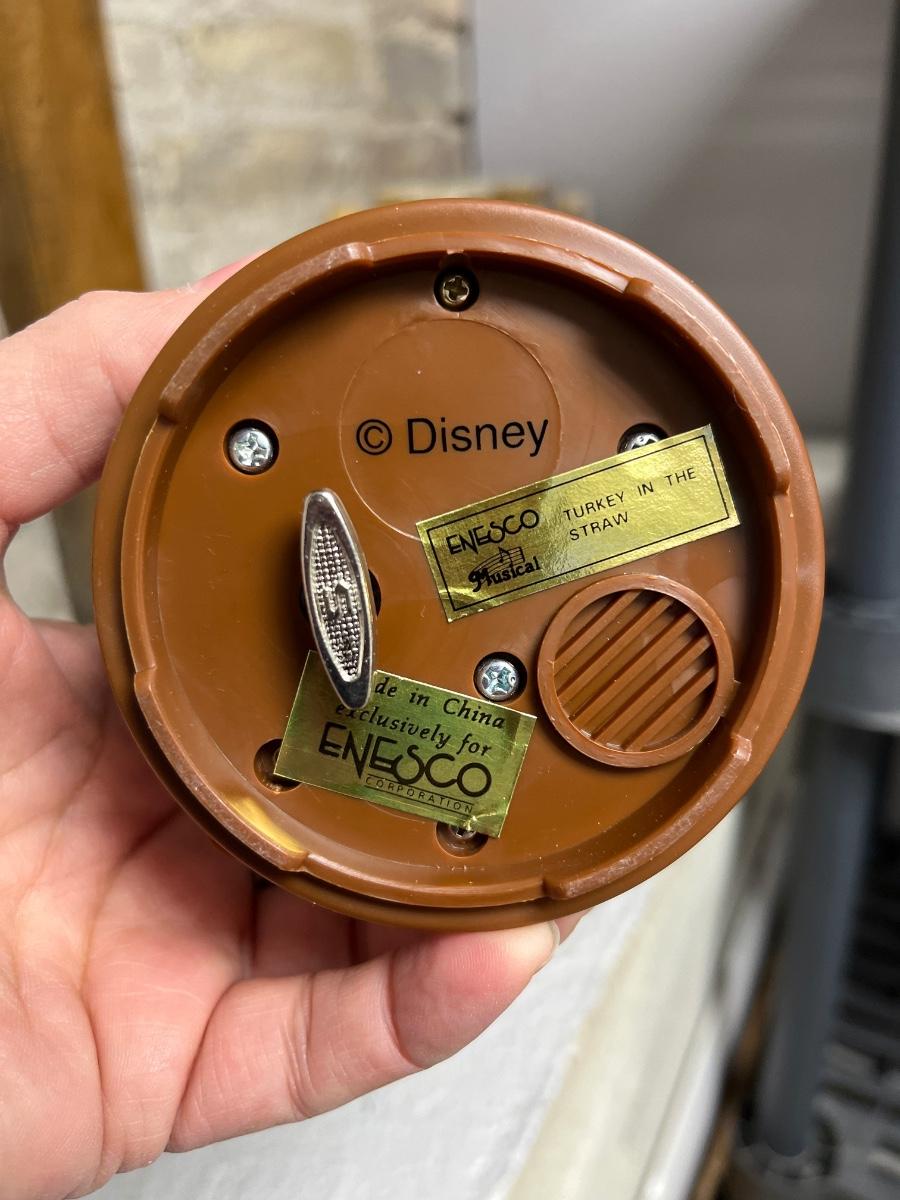 © Disney
ENESCO
Musical
TURKEY IN THE
STRAW
de in China
exclusively for
ENESCO
CORPORATION